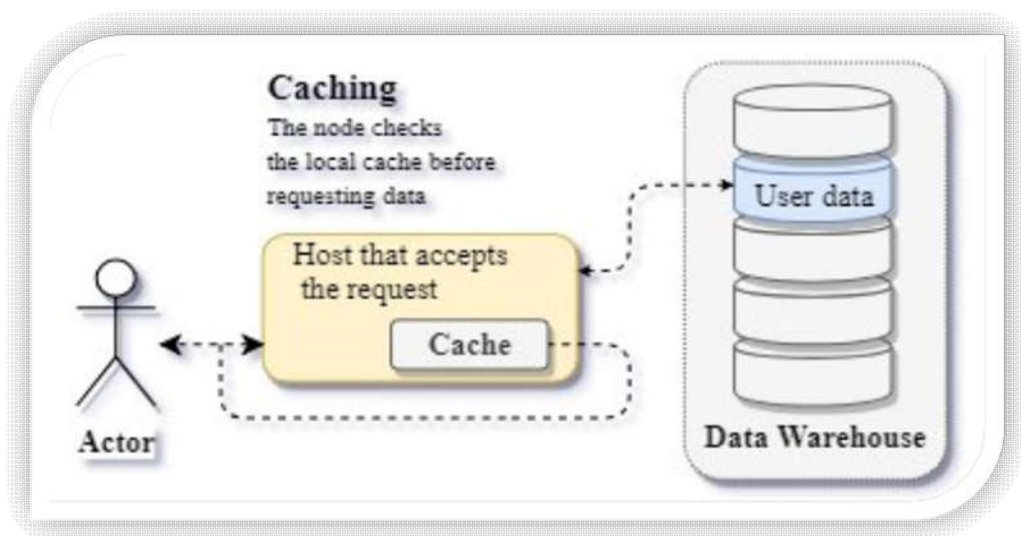 Caching
The node checks
the local cache before
requesting data
User data
Host that accepts
the request
Cache
Actor
Data Warehouse